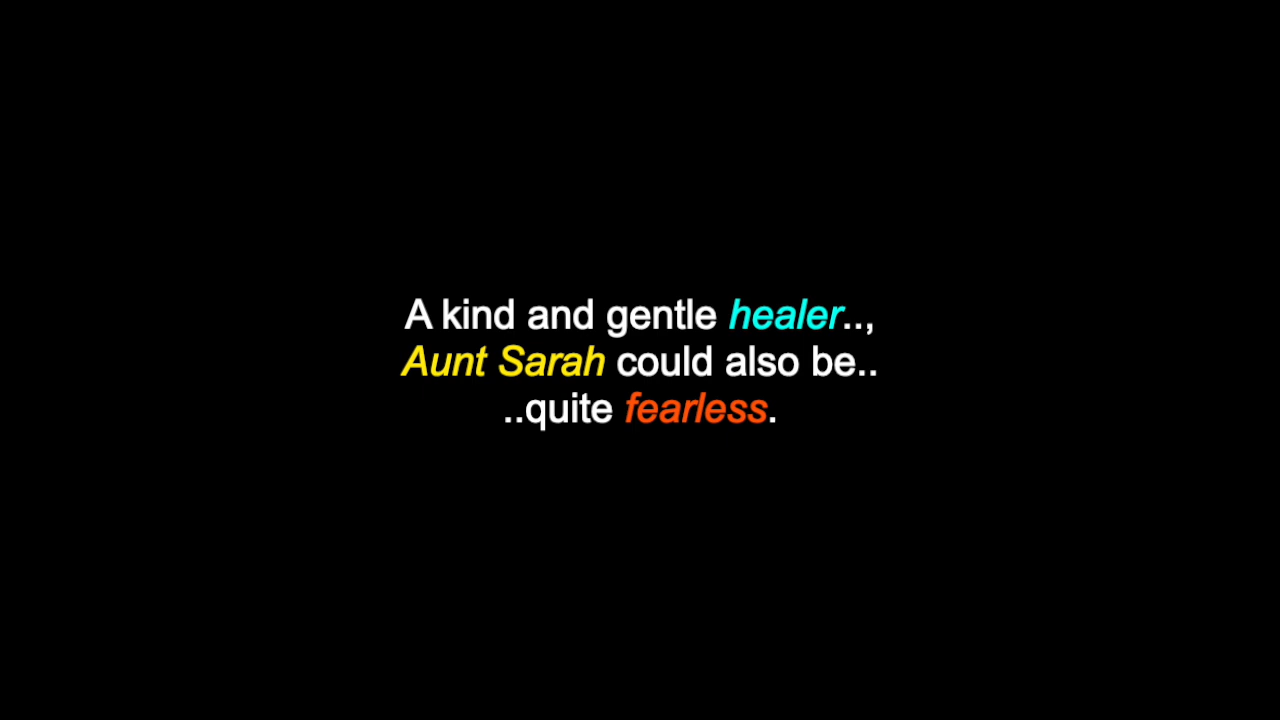 A kind and gentle healer..,
Aunt Sarah could also be..
..quite fearless.